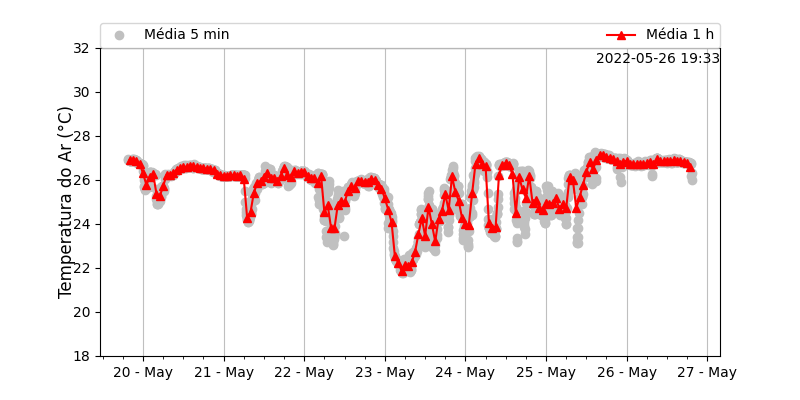 Média 5 min
Média 1 h
2022-05-26 19:33
Temperatura do Ar (°C)
32
30
28
26
24
22
20
18
20 - May
21 - May
22 - May
23 - May
24 - May
25 - May
26 - May
27 - May